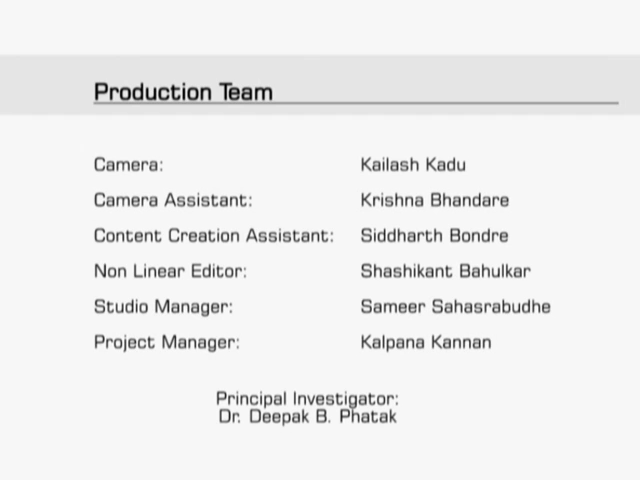 Production Team
Camera: Kailash Kadu
Camera Assistant: Krishna Bhandare
Content Creation Assistant: Siddharth Bondre
Non Linear Editor: Shashikant Bahulkar
Studio Manager: Sameer Sahasrabudhe
Project Manager: Kalpana Kannan
Principal Investigator:
Dr. Deepak B. Phatak